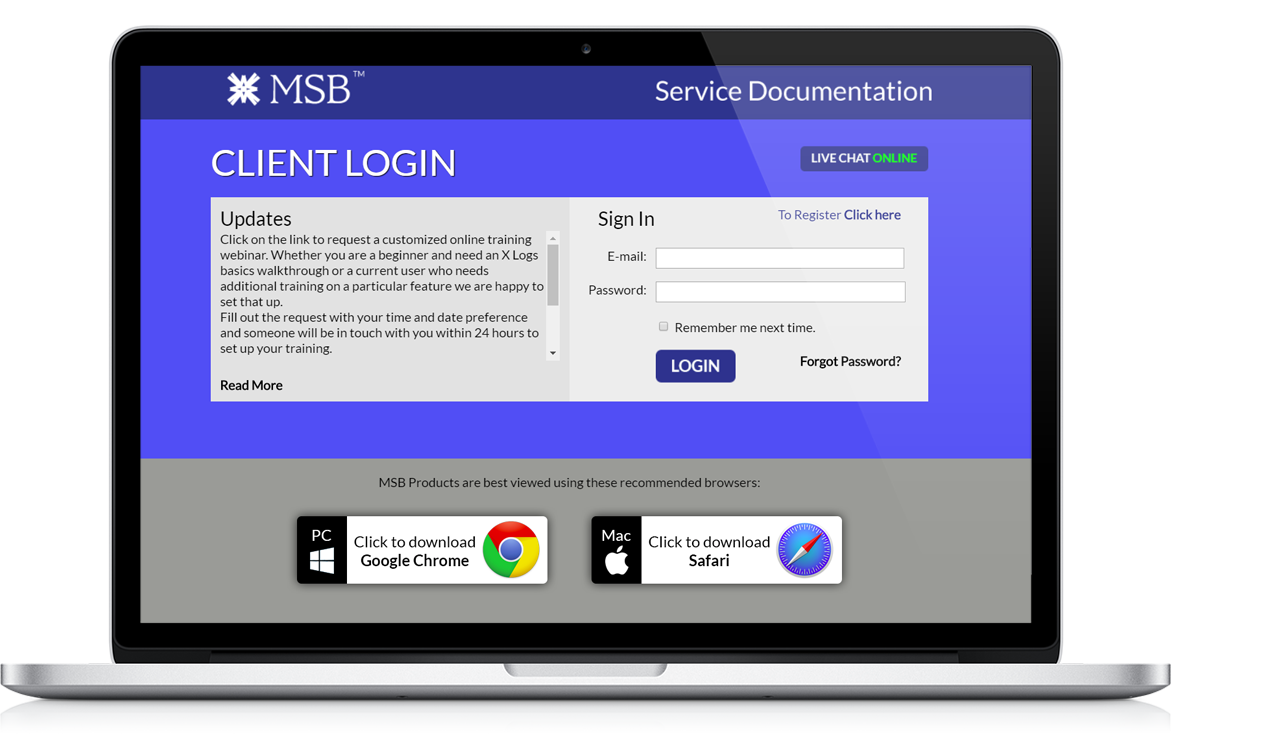 MSB™
Service Documentation
CLIENT LOGIN
LIVE CHAT ONLINE
Updates
Click on the link to request a customized online training
webinar. Whether you are a beginner and need an X Logs
basics walkthrough or a current user who needs
additional training on a particular feature we are happy to
set that up.
Fill out the request with your time and date preference
and someone will be in touch with you within 24 hours to
set up your training.
Read More
Sign In
To Register Click here
E-mail:
Password:
Remember me next time.
LOGIN
Forgot Password?
MSB Products are best viewed using these recommended browsers:
PC
Click to download
Google Chrome
Mac
Click to download
Safari